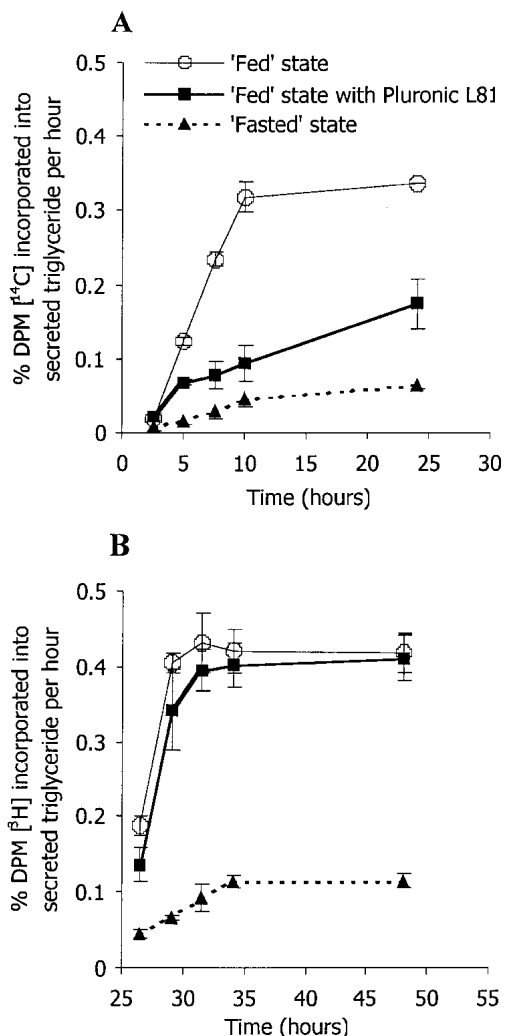 A
'Fed' state
'Fed' state with Pluronic L81
'Fasted' state
% DPM [¹⁴C] incorporated into
secreted triglyceride per hour
0.5
0.4
0.3
0.2
0.1
0
0
5
10
15
20
25
30
Time (hours)
B
% DPM [³H] incorporated into
secreted triglyceride per hour
0.5
0.4
0.3
0.2
0.1
0
25
30
35
40
45
50
55
Time (hours)